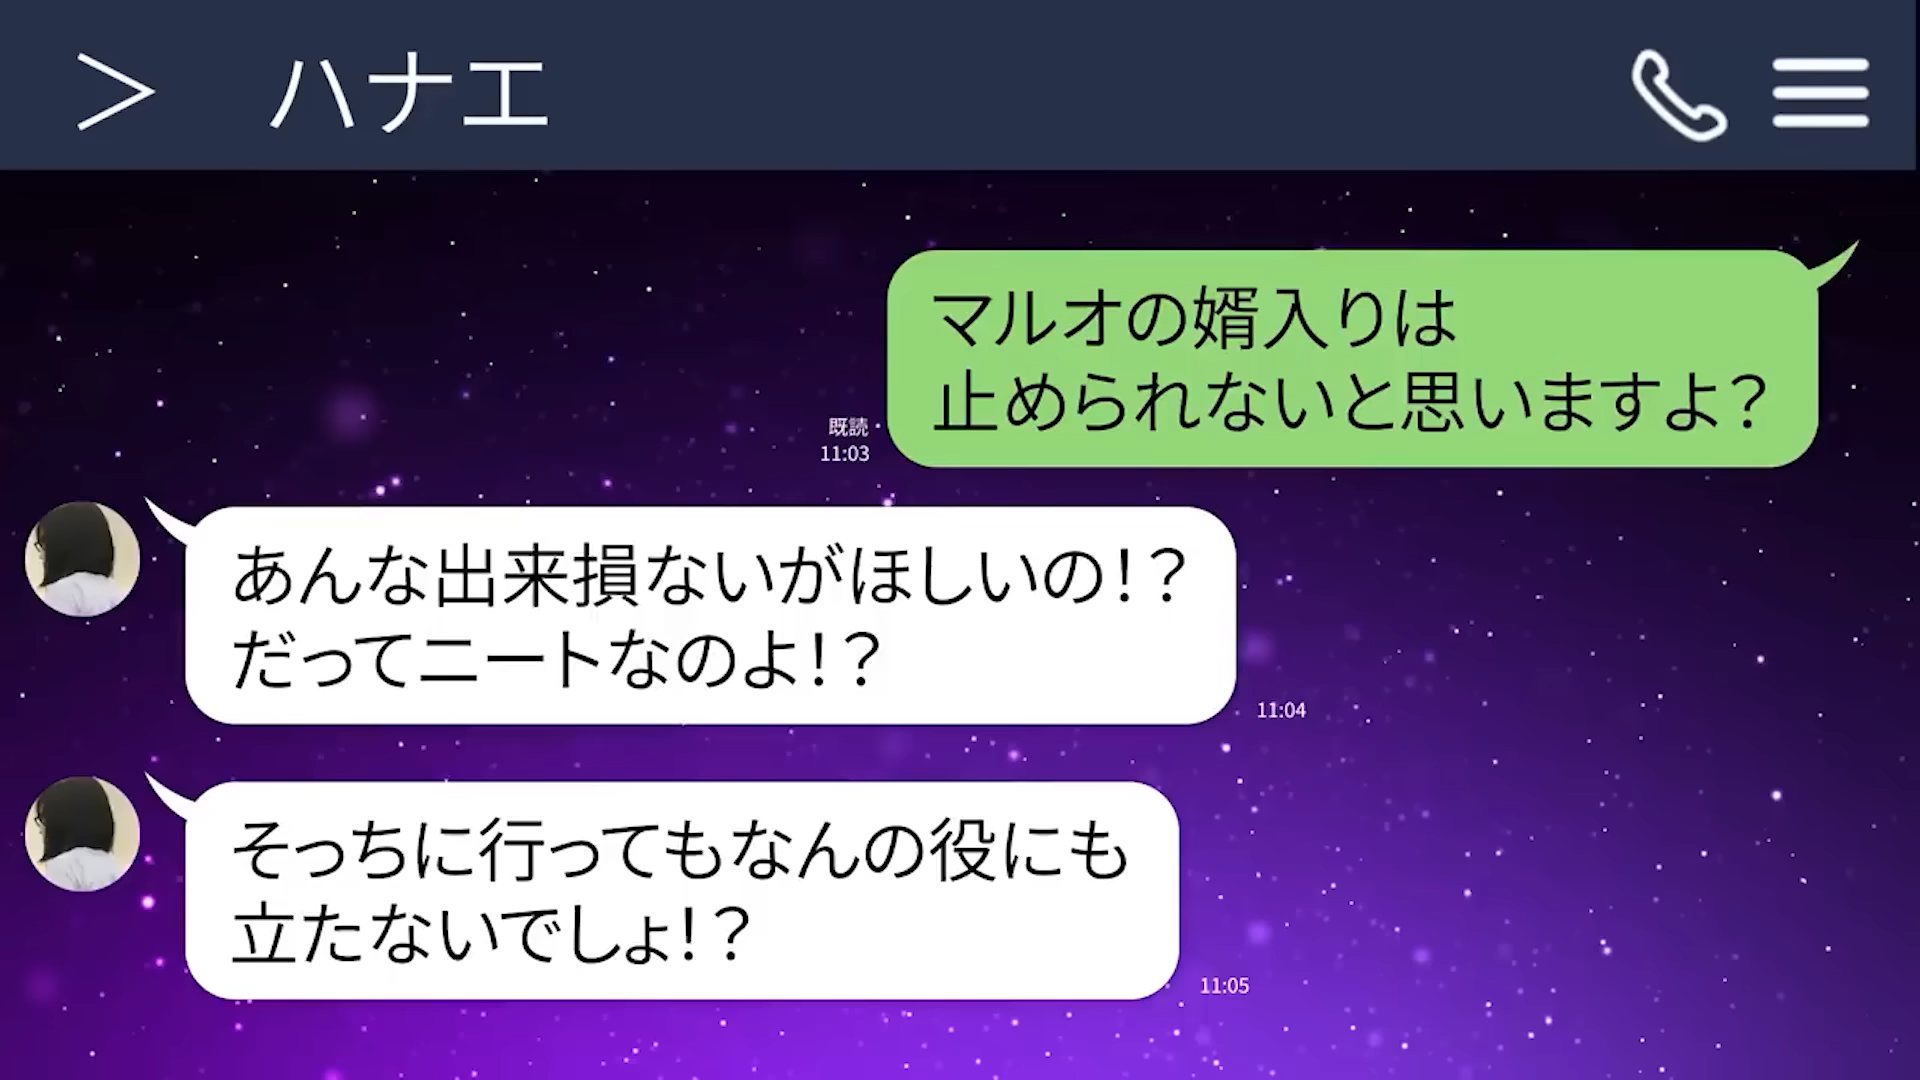 ＞ ハナエ
マルオの婿入りは
止められないと思いますよ？
既読
11:03
あんな出来損ないがほしいの！？
だってニートなのよ！？
11:04
そっちに行ってもなんの役にも
立たないでしょ！？
11:05